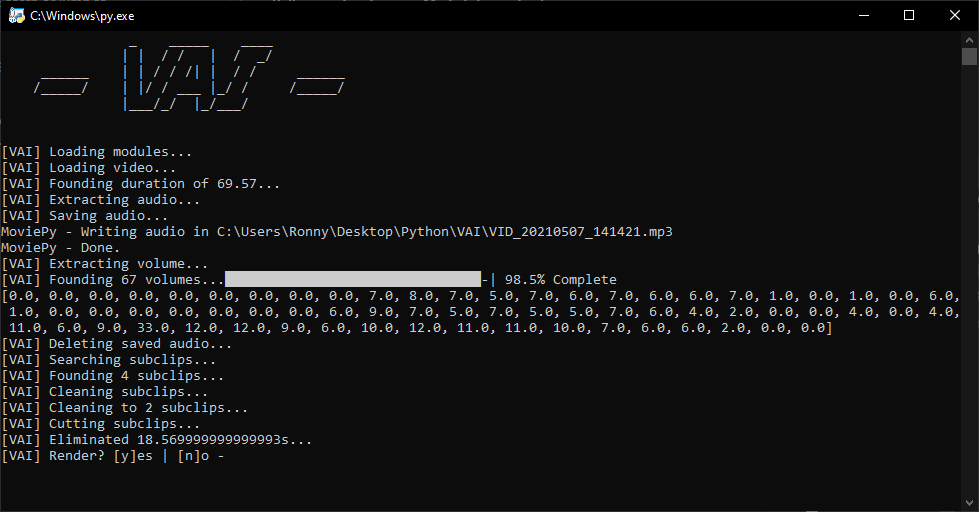 C:\Windows\py.exe
[VAI] Loading modules...
[VAI] Loading video...
[VAI] Founding duration of 69.57...
[VAI] Extracting audio...
[VAI] Saving audio...
MoviePy - Writing audio in C:\Users\Ronny\Desktop\Python\VAI\VID_20210507_141421.mp3
MoviePy - Done.
[VAI] Extracting volume...
[VAI] Founding 67 volumes...████████████████████████████████-| 98.5% Complete
[0.0, 0.0, 0.0, 0.0, 0.0, 0.0, 0.0, 0.0, 0.0, 7.0, 8.0, 7.0, 5.0, 7.0, 6.0, 7.0, 6.0, 6.0, 7.0, 1.0, 0.0, 1.0, 0.0, 6.0,
1.0, 0.0, 0.0, 0.0, 0.0, 0.0, 0.0, 0.0, 6.0, 9.0, 7.0, 5.0, 7.0, 5.0, 5.0, 7.0, 6.0, 4.0, 2.0, 0.0, 0.0, 4.0, 0.0, 4.0,
11.0, 6.0, 9.0, 33.0, 12.0, 12.0, 9.0, 6.0, 10.0, 12.0, 11.0, 11.0, 10.0, 7.0, 6.0, 6.0, 2.0, 0.0, 0.0]
[VAI] Deleting saved audio...
[VAI] Searching subclips...
[VAI] Founding 4 subclips...
[VAI] Cleaning subclips...
[VAI] Cleaning to 2 subclips...
[VAI] Cutting subclips...
[VAI] Eliminated 18.569999999999993s...
[VAI] Render? [y]es | [n]o -